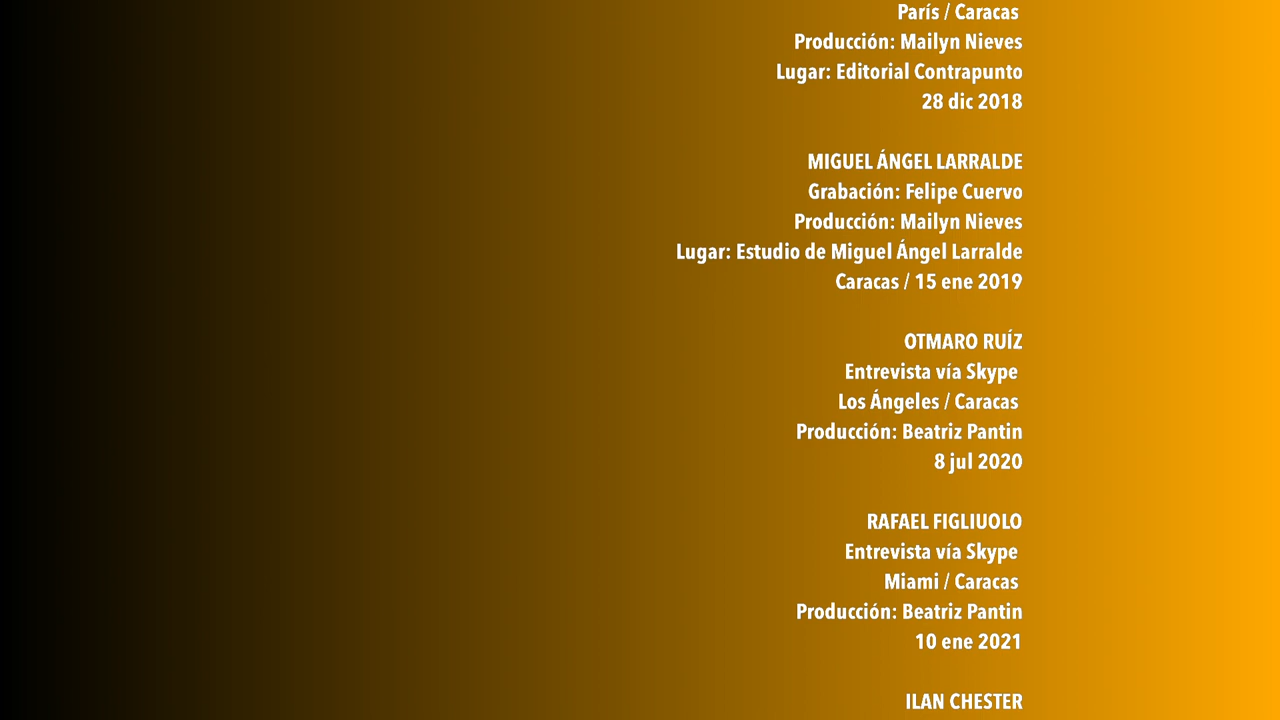 París / Caracas
Producción: Mailyn Nieves
Lugar: Editorial Contrapunto
28 dic 2018
MIGUEL ÁNGEL LARRALDE
Grabación: Felipe Cuervo
Producción: Mailyn Nieves
Lugar: Estudio de Miguel Ángel Larralde
Caracas / 15 ene 2019
OTMARO RUÍZ
Entrevista vía Skype
Los Ángeles / Caracas
Producción: Beatriz Pantin
8 jul 2020
RAFAEL FIGLIUOLO
Entrevista vía Skype
Miami / Caracas
Producción: Beatriz Pantin
10 ene 2021
ILAN CHESTER